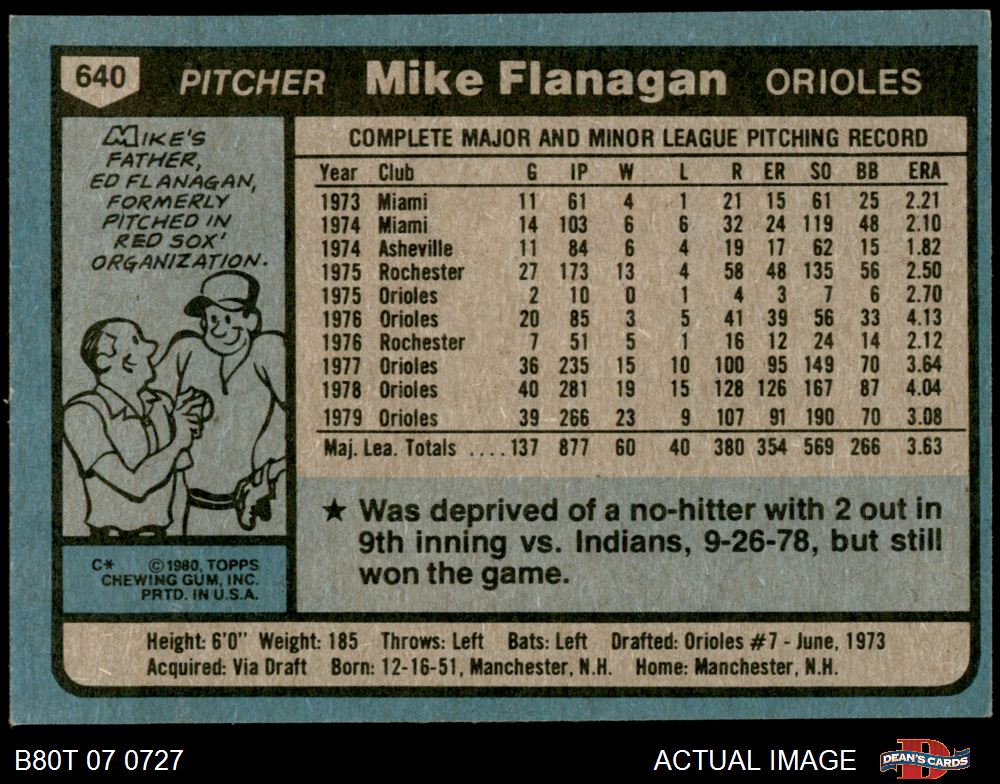 640 PITCHER Mike Flanagan ORIOLES
MIKE'S
FATHER,
ED FLANAGAN,
FORMERLY
PITCHED IN
RED SOX'
ORGANIZATION.
COMPLETE MAJOR AND MINOR LEAGUE PITCHING RECORD
Year Club G IP W L R ER SO BB ERA
1973 Miami 11 61 4 1 21 15 61 25 2.21
1974 Miami 14 103 6 6 32 24 119 48 2.10
1974 Asheville 11 84 6 4 19 17 62 15 1.82
1975 Rochester 27 173 13 4 58 48 135 56 2.50
1975 Orioles 2 10 0 1 4 3 7 6 2.70
1976 Orioles 20 85 3 5 41 39 56 33 4.13
1976 Rochester 7 51 5 1 16 12 24 14 2.12
1977 Orioles 36 235 15 10 100 95 149 70 3.64
1978 Orioles 40 281 19 15 128 126 167 87 4.04
1979 Orioles 39 266 23 9 107 91 190 70 3.08
Maj. Lea. Totals ....137 877 60 40 380 354 569 266 3.63
★ Was deprived of a no-hitter with 2 out in
9th inning vs. Indians, 9-26-78, but still
won the game.
C* ©1980, TOPPS
CHEWING GUM, INC.
PRTD. IN U.S.A.
Height: 6'0" Weight: 185 Throws: Left Bats: Left Drafted: Orioles #7 - June, 1973
Acquired: Via Draft Born: 12-16-51, Manchester, N.H. Home: Manchester, N.H.
B80T 07 0727 ACTUAL IMAGE DEAN'S CARDS